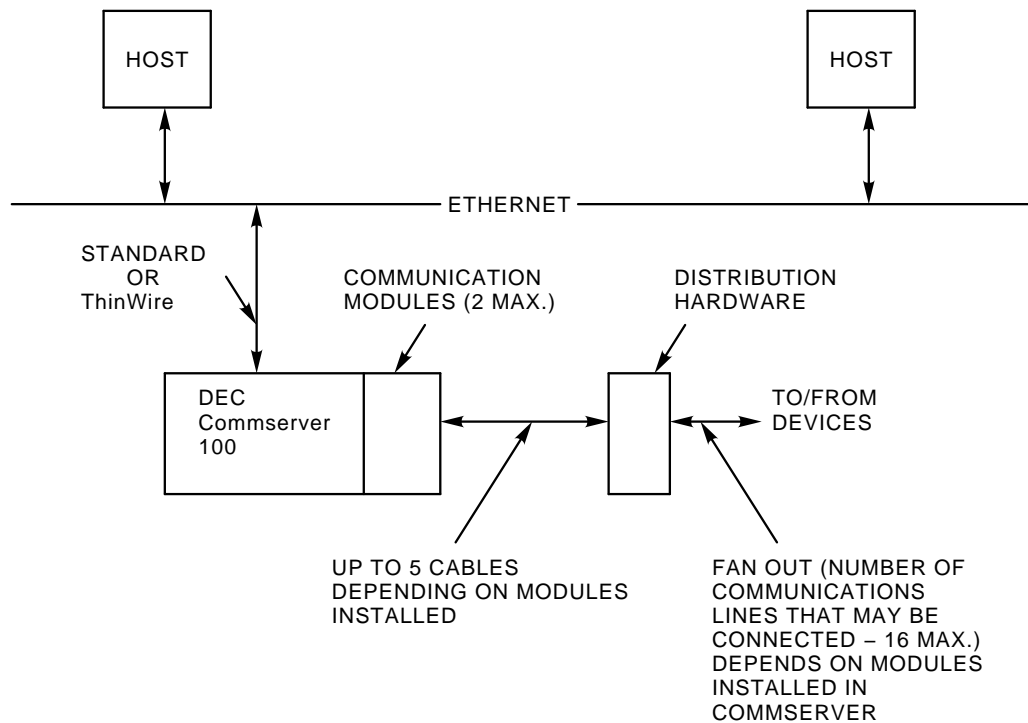 HOST
HOST
ETHERNET
STANDARD
OR
ThinWire
COMMUNICATION
MODULES (2 MAX.)
DISTRIBUTION
HARDWARE
DEC
Commserver
100
TO/FROM
DEVICES
UP TO 5 CABLES
DEPENDING ON MODULES
INSTALLED
FAN OUT (NUMBER OF
COMMUNICATIONS
LINES THAT MAY BE
CONNECTED – 16 MAX.)
DEPENDS ON MODULES
INSTALLED IN
COMMSERVER